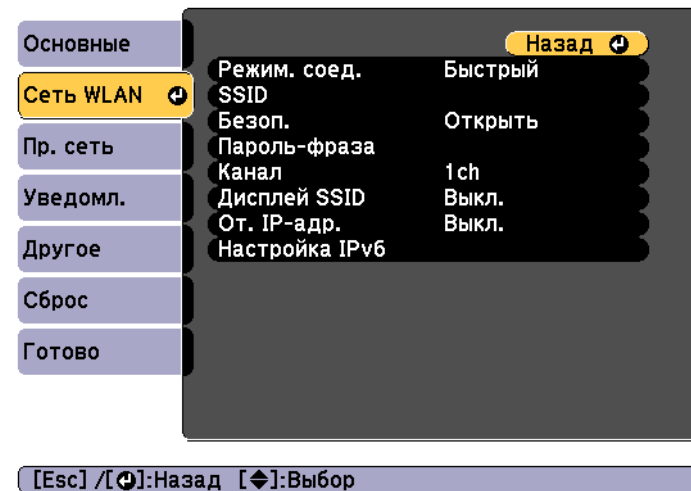 Основные
Сеть WLAN
Пр. сеть
Уведомл.
Другое
Сброс
Готово
Назад
Режим. соед. Быстрый
SSID
Безоп. Открыть
Пароль-фраза
Канал 1ch
Дисплей SSID Выкл.
От. IP-адр. Выкл.
Настройка IPv6
[Esc] /[⏎]:Назад [◆]:Выбор